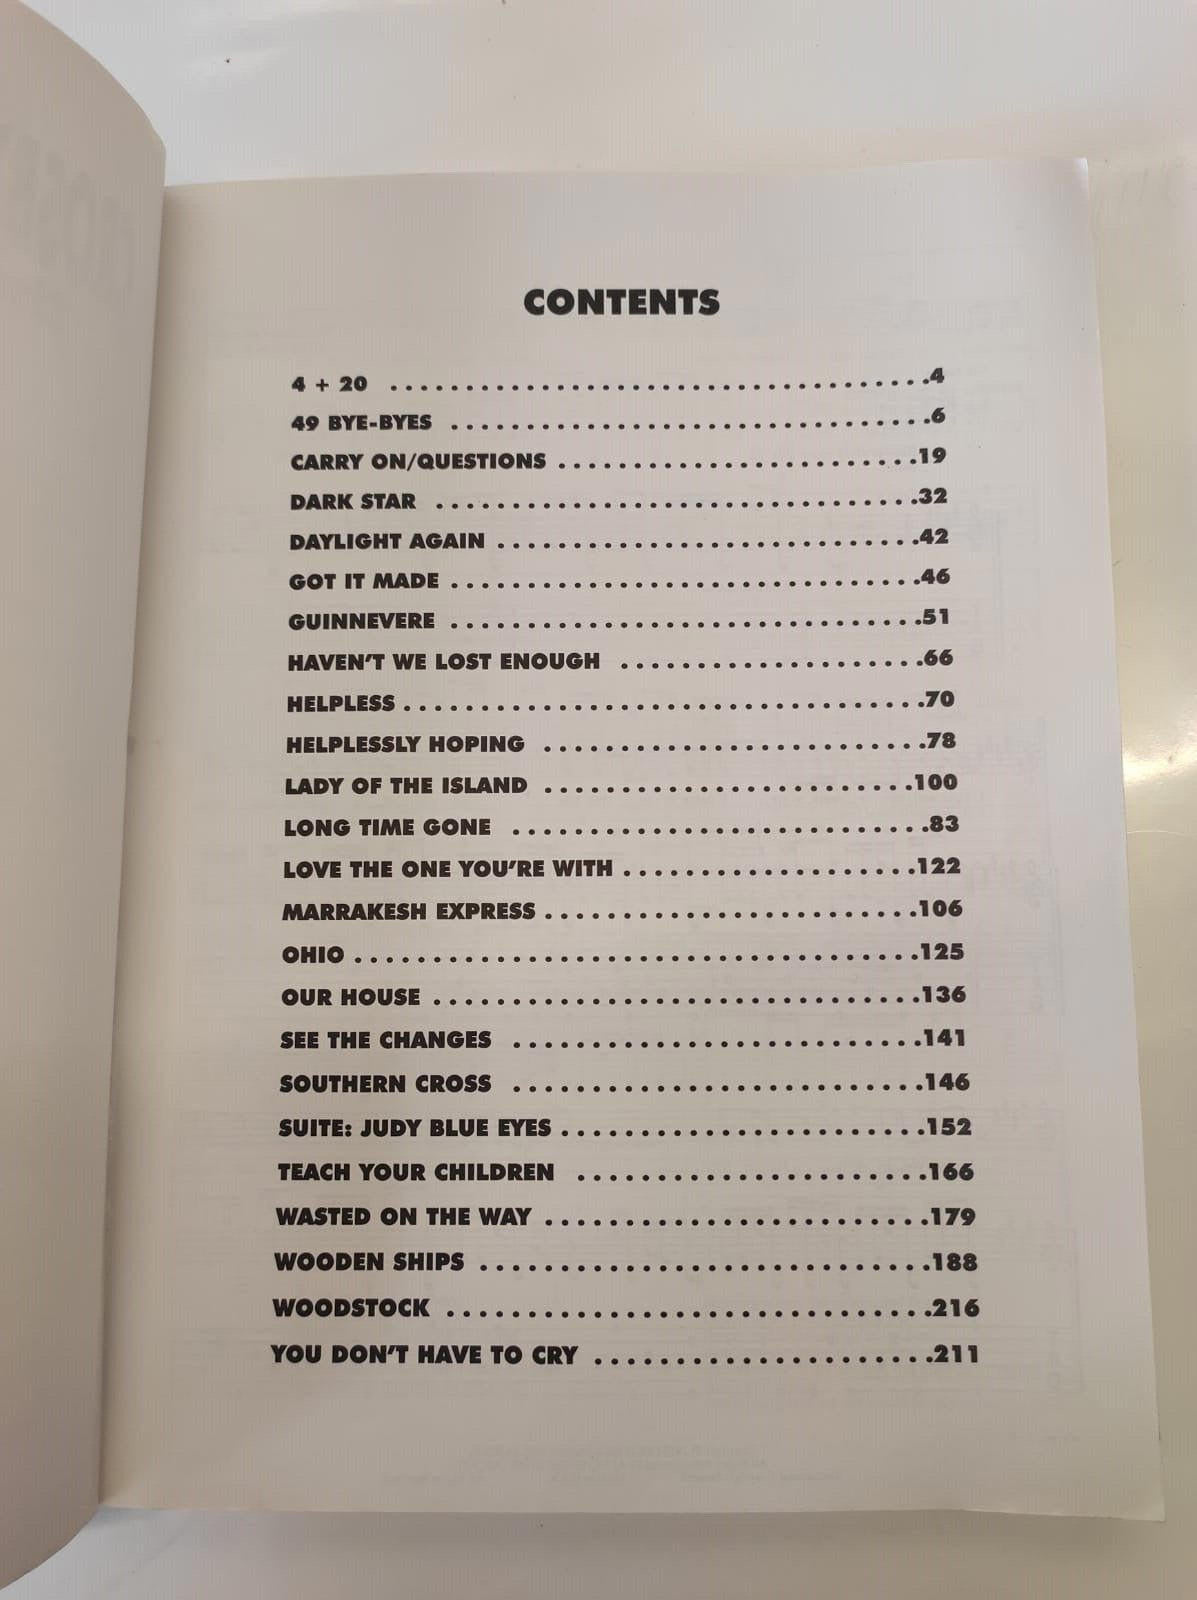 CONTENTS
4 + 20 ....................................4
49 BYE-BYES ................................6
CARRY ON/QUESTIONS ........................19
DARK STAR ................................32
DAYLIGHT AGAIN ............................42
GOT IT MADE ...............................46
GUINNEVERE ...............................51
HAVEN'T WE LOST ENOUGH ....................66
HELPLESS ..................................70
HELPLESSLY HOPING .........................78
LADY OF THE ISLAND ........................100
LONG TIME GONE ...........................83
LOVE THE ONE YOU'RE WITH ...................122
MARRAKESH EXPRESS .........................106
OHIO .....................................125
OUR HOUSE ................................136
SEE THE CHANGES ...........................141
SOUTHERN CROSS ...........................146
SUITE: JUDY BLUE EYES ........................152
TEACH YOUR CHILDREN .......................166
WASTED ON THE WAY .........................179
WOODEN SHIPS .............................188
WOODSTOCK ................................216
YOU DON'T HAVE TO CRY ......................211